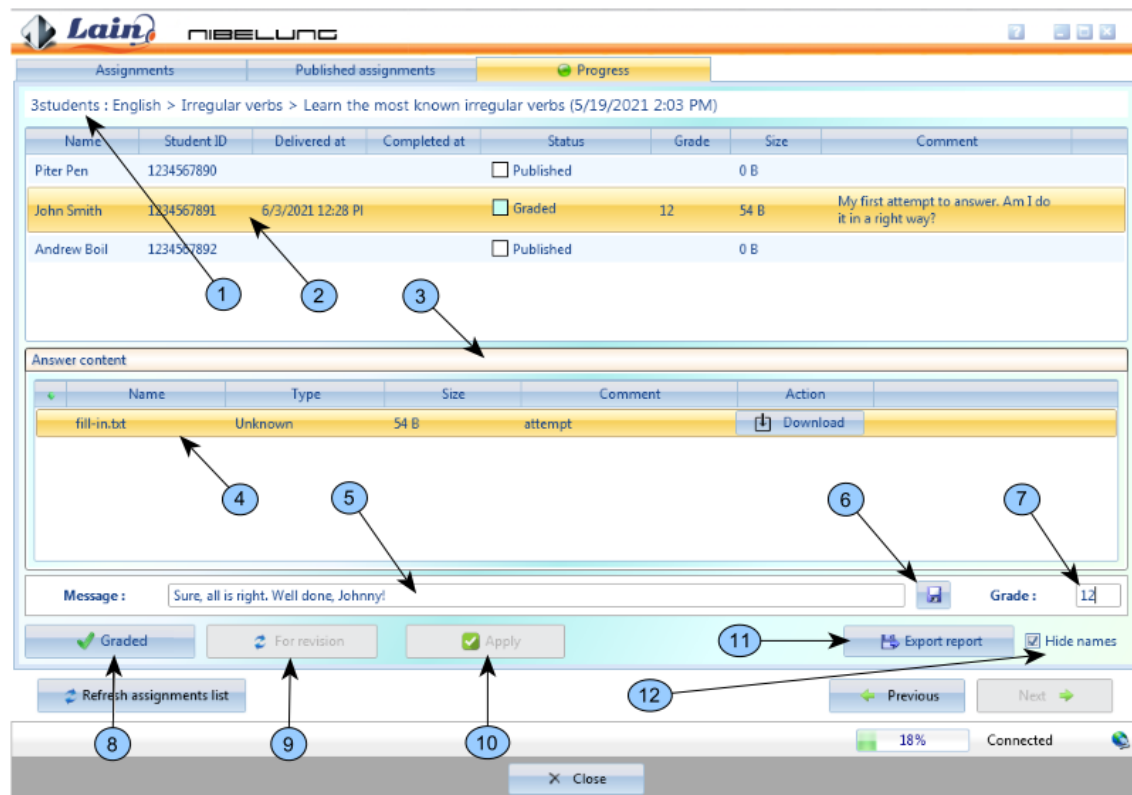 Lain NIBELUNG
Assignments Published assignments Progress
3students : English > Irregular verbs > Learn the most known irregular verbs (5/19/2021 2:03 PM)
Name Student ID Delivered at Completed at Status Grade Size Comment
Piter Pen 1234567890 Published 0 B
John Smith 1234567891 6/3/2021 12:28 PI Graded 12 54 B My first attempt to answer. Am I do
it in a right way?
Andrew Boil 1234567892 Published 0 B
1 2 3
Answer content
Name Type Size Comment Action
fill-in.txt Unknown 54 B attempt Download
4 5 6 7
Message : Sure, all is right. Well done, Johnny! Grade : 12
Graded For revision Apply 11 Export report Hide names
Refresh assignments list 12 Previous Next
8 9 10 18% Connected
Close